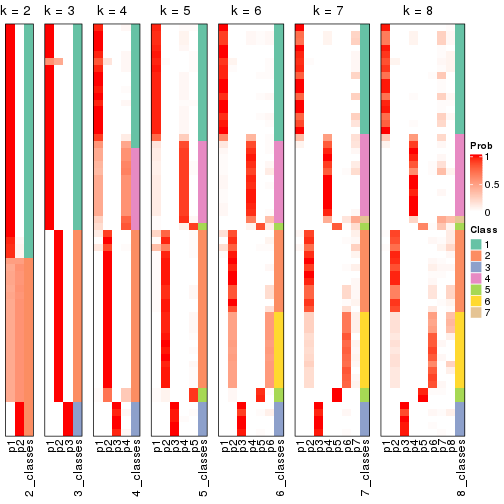 k = 2 k = 3 k = 4 k = 5 k = 6 k = 7 k = 8
Prob
1
0.5
0
Class
1
2
3
4
5
6
7
p1 p2 2_classes p1 p2 p3 3_classes p1 p2 p3 p4 4_classes p1 p2 p3 p4 p5 5_classes p1 p2 p3 p4 p5 p6 6_classes p1 p2 p3 p4 p5 p6 p7 7_classes p1 p2 p3 p4 p5 p6 p7 p8 8_classes